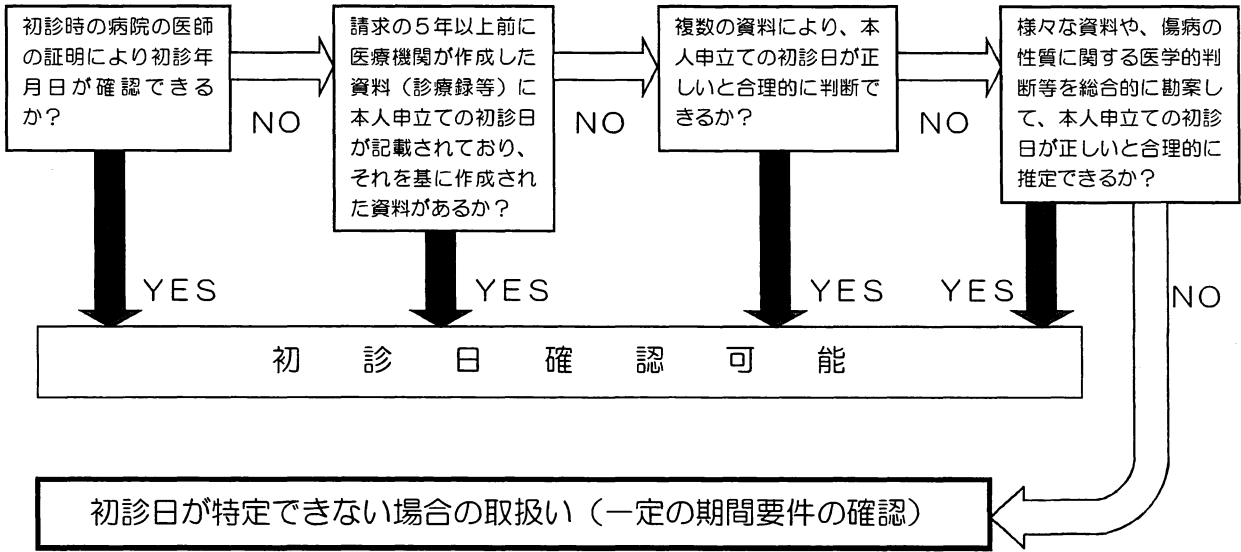 初診時の病院の医師
の証明により初診年
月日が確認できる
か？
NO
YES
請求の５年以上前に
医療機関が作成した
資料（診療録等）に
本人申立ての初診日
が記載されており、
それを基に作成され
た資料があるか？
NO
YES
複数の資料により、本
人申立ての初診日が正
しいと合理的に判断で
きるか？
NO
YES
様々な資料や、傷病の
性質に関する医学的判
断等を総合的に勘案し
て、本人申立ての初診
日が正しいと合理的に
推定できるか？
YES
NO
初診日確認可能
初診日が特定できない場合の取扱い（一定の期間要件の確認）